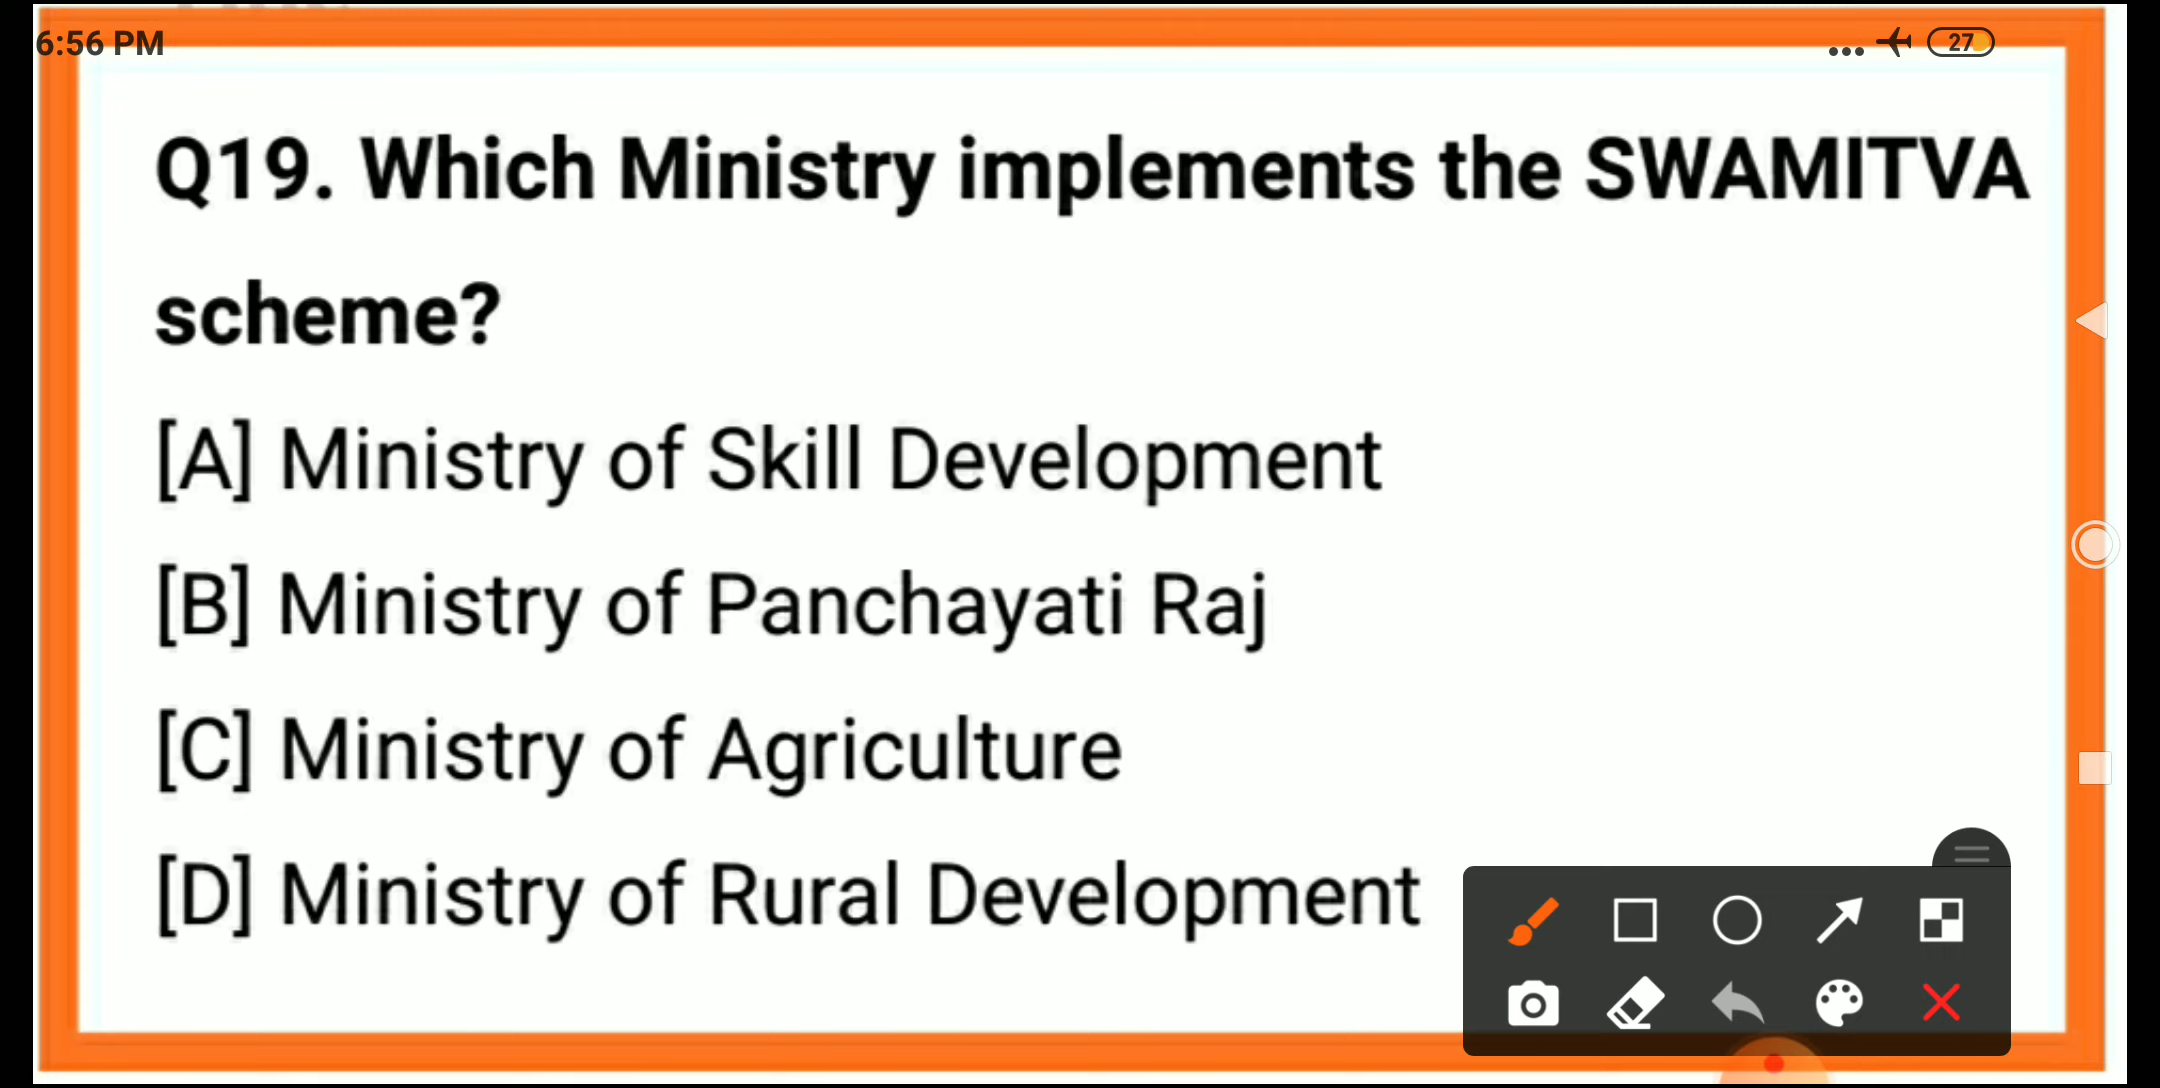 6:56 PM
27
Q19. Which Ministry implements the SWAMITVA
scheme?
[A] Ministry of Skill Development
[B] Ministry of Panchayati Raj
[C] Ministry of Agriculture
[D] Ministry of Rural Development